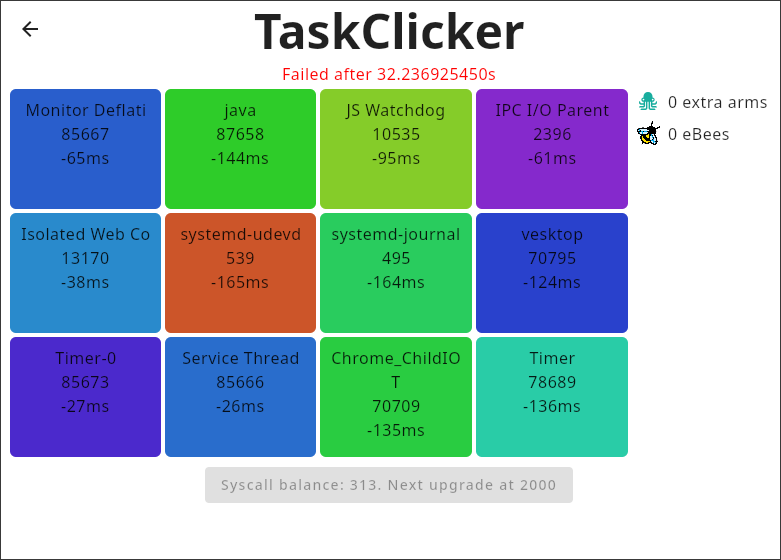 TaskClicker
Failed after 32.236925450s
Monitor Deflati
85667
-65ms
java
87658
-144ms
JS Watchdog
10535
-95ms
IPC I/O Parent
2396
-61ms
0 extra arms
0 eBees
Isolated Web Co
13170
-38ms
systemd-udevd
539
-165ms
systemd-journal
495
-164ms
vesktop
70795
-124ms
Timer-0
85673
-27ms
Service Thread
85666
-26ms
Chrome_ChildIO
T
70709
-135ms
Timer
78689
-136ms
Syscall balance: 313. Next upgrade at 2000